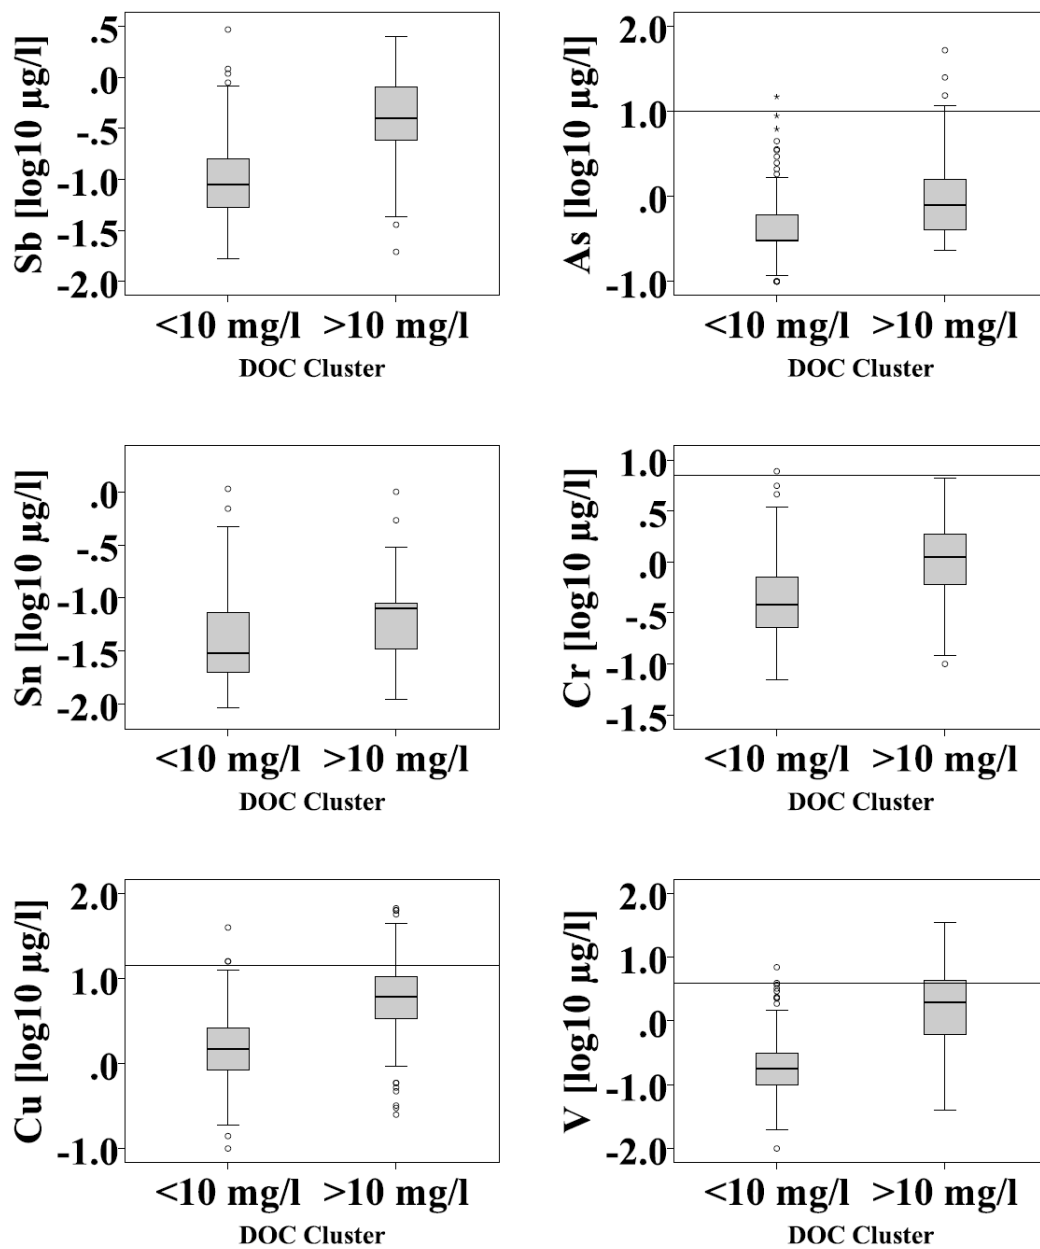 Sb [log10 µg/l]
.5
.0
-.5
-1.0
-1.5
-2.0
<10 mg/l >10 mg/l
DOC Cluster
As [log10 µg/l]
2.0
1.0
.0
-1.0
<10 mg/l >10 mg/l
DOC Cluster
Sn [log10 µg/l]
.0
-.5
-1.0
-1.5
-2.0
<10 mg/l >10 mg/l
DOC Cluster
Cr [log10 µg/l]
1.0
.5
.0
-.5
-1.0
-1.5
<10 mg/l >10 mg/l
DOC Cluster
Cu [log10 µg/l]
2.0
1.0
.0
-1.0
<10 mg/l >10 mg/l
DOC Cluster
V [log10 µg/l]
2.0
1.0
.0
-1.0
-2.0
<10 mg/l >10 mg/l
DOC Cluster